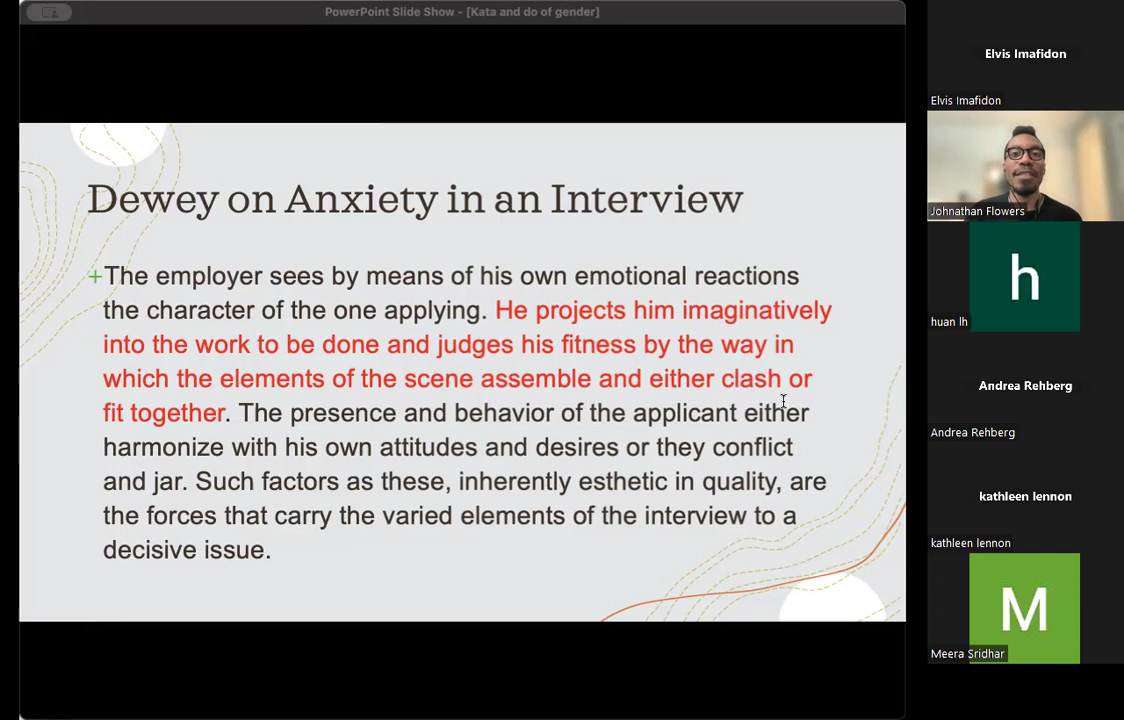 PowerPoint Slide Show - [Kata and do of gender]
Dewey on Anxiety in an Interview
+The employer sees by means of his own emotional reactions
the character of the one applying. He projects him imaginatively
into the work to be done and judges his fitness by the way in
which the elements of the scene assemble and either clash or
fit together. The presence and behavior of the applicant either
harmonize with his own attitudes and desires or they conflict
and jar. Such factors as these, inherently esthetic in quality, are
the forces that carry the varied elements of the interview to a
decisive issue.
Elvis Imafidon
Elvis Imafidon
Johnathan Flowers
h
huan lh
Andrea Rehberg
Andrea Rehberg
kathleen lennon
kathleen lennon
M
Meera Sridhar